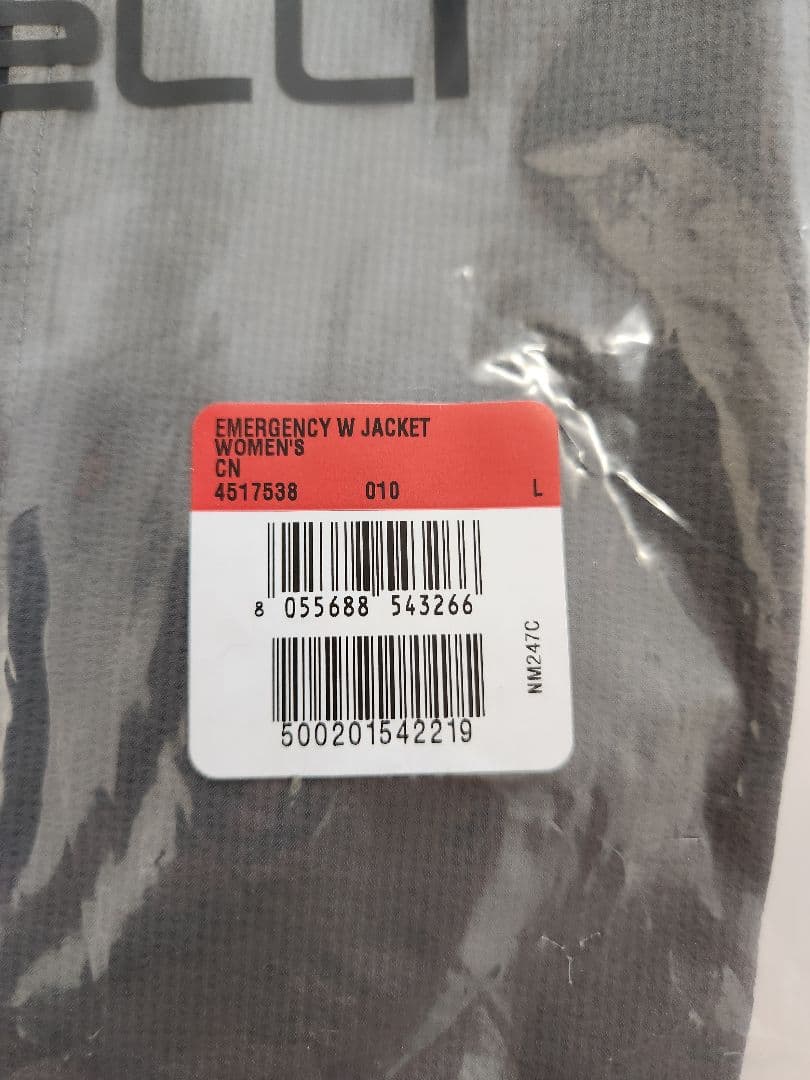 elli
EMERGENCY W JACKET
WOMEN'S
CN
4517538 010 L
8 055688 543266
NM247C
500201542219